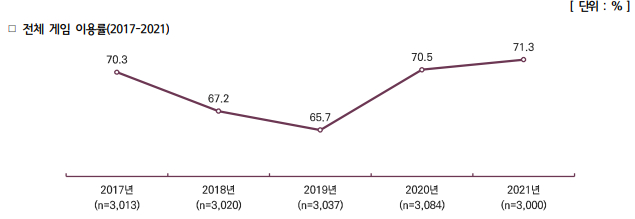 [ 단위 : % ]
□ 전체 게임 이용률(2017-2021)
70.3
67.2
65.7
70.5
71.3
2017년 2018년 2019년 2020년 2021년
(n=3,013) (n=3,020) (n=3,037) (n=3,084) (n=3,000)